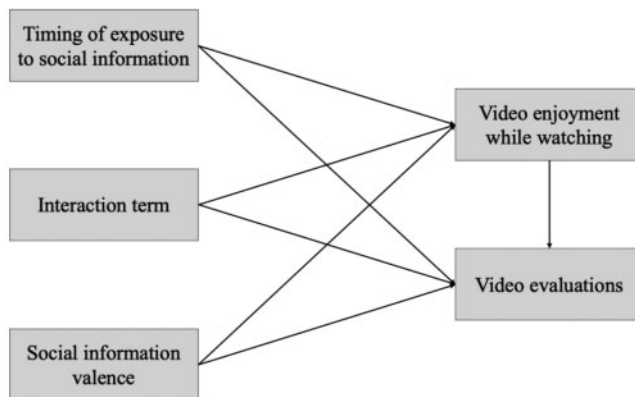 Timing of exposure
to social information
Video enjoyment
while watching
Interaction term
Video evaluations
Social information
valence